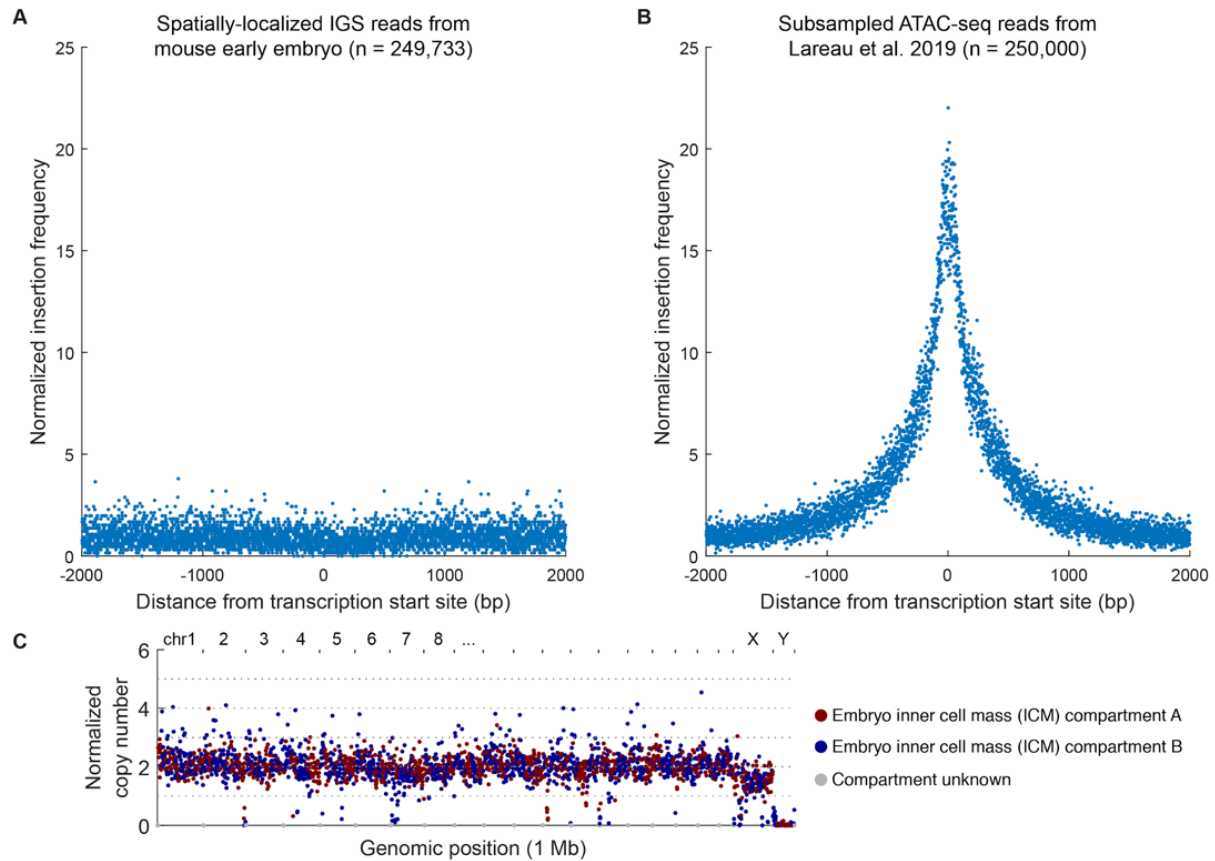 A
Spatially-localized IGS reads from
mouse early embryo (n = 249,733)
25
20
15
10
5
0
Normalized insertion frequency
-2000
-1000
0
1000
2000
Distance from transcription start site (bp)
B
Subsampled ATAC-seq reads from
Lareau et al. 2019 (n = 250,000)
25
20
15
10
5
0
Normalized insertion frequency
-2000
-1000
0
1000
2000
Distance from transcription start site (bp)
C
chr1 2 3 4 5 6 7 8 ... X Y
6
4
2
0
Normalized
copy number
Genomic position (1 Mb)
Embryo inner cell mass (ICM) compartment A
Embryo inner cell mass (ICM) compartment B
Compartment unknown